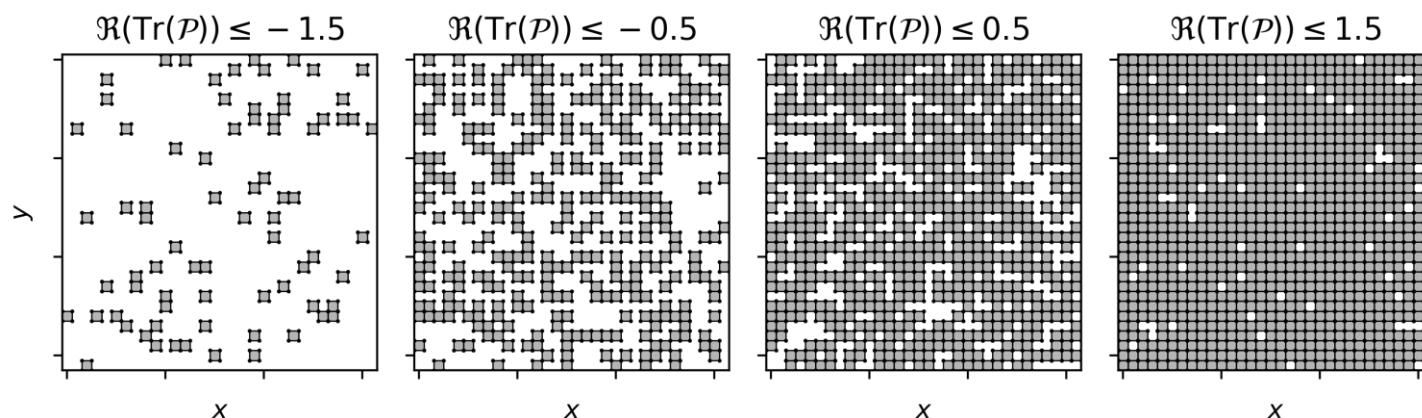 ℜ(Tr(𝒫)) ≤ −1.5 ℜ(Tr(𝒫)) ≤ −0.5 ℜ(Tr(𝒫)) ≤ 0.5 ℜ(Tr(𝒫)) ≤ 1.5
y
x x x x